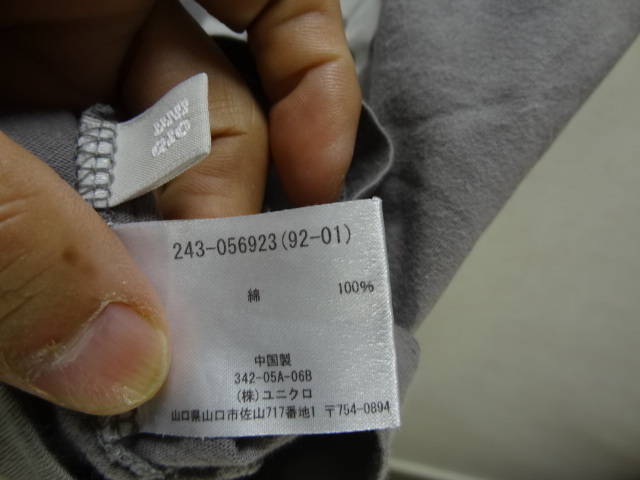 243-056923(92-01)
綿 100%
中国製
342-05A-06B
(株)ユニクロ
山口県山口市佐山717番地1 〒754-0894